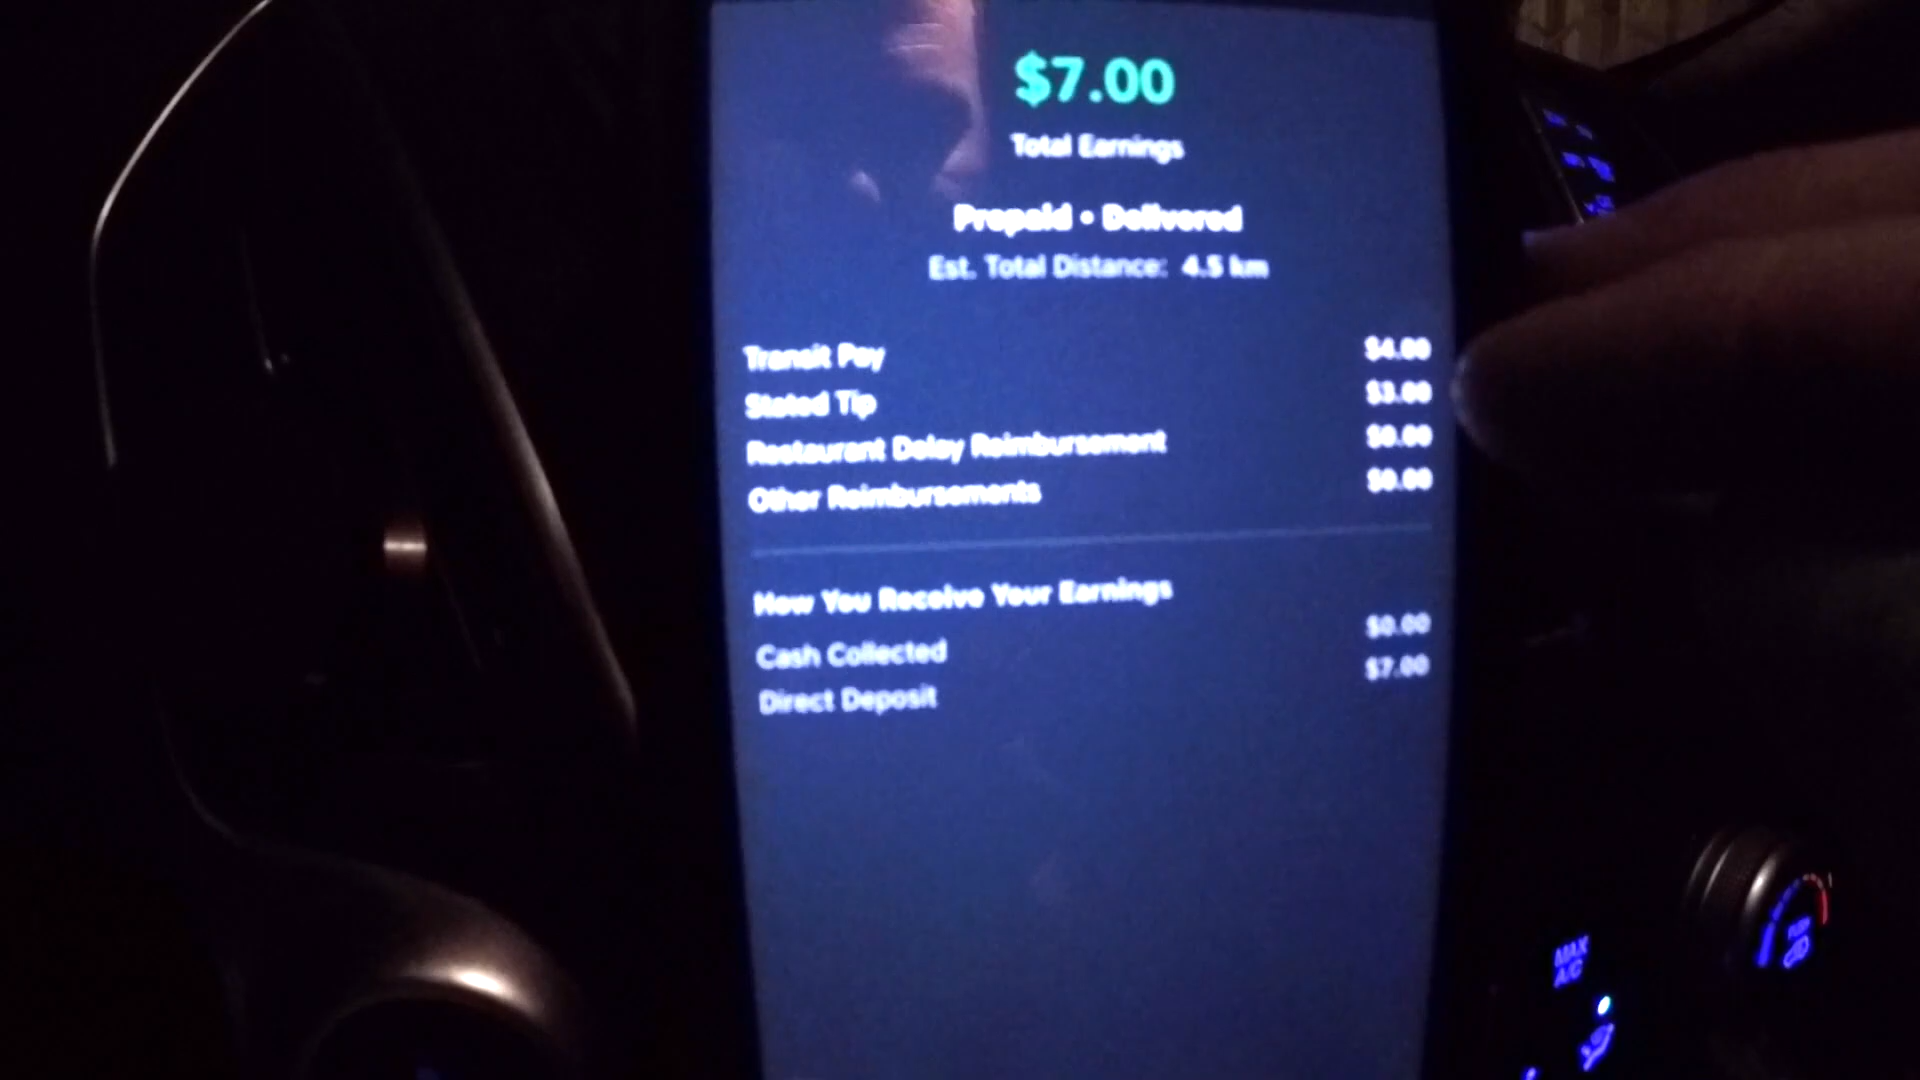 $7.00
Total Earnings
Prepaid • Delivered
Est. Total Distance: 4.5 km
Transit Pay $4.00
Stated Tip $3.00
Restaurant Delay Reimbursement $0.00
Other Reimbursements $0.00
How You Receive Your Earnings
Cash Collected $0.00
Direct Deposit $7.00
MAX
A/C
PUSH